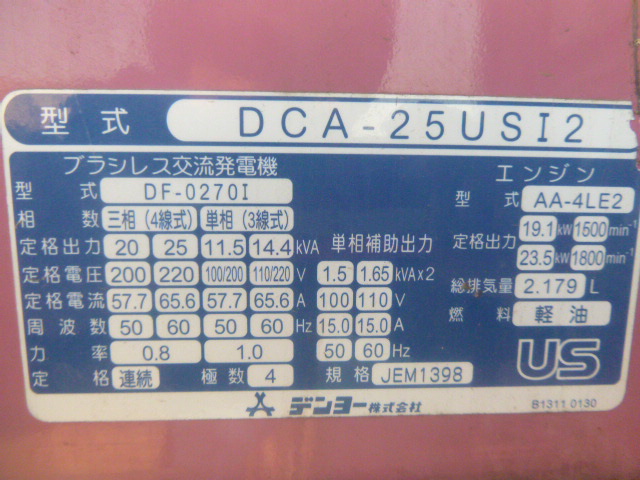 型式 DCA-25USI2
ブラシレス交流発電機
型式 DF-0270I
相数 三相(4線式) 単相(3線式)
定格出力 20 25 11.5 14.4 kVA 単相補助出力
定格電圧 200 220 100/200 110/220 V 1.5 1.65 kVA×2
定格電流 57.7 65.6 57.7 65.6 A 100 110 V
周波数 50 60 50 60 Hz 15.0 15.0 A
力率 0.8 1.0 50 60 Hz
定格 連続 極数 4 規格 JEM1398
エンジン
型式 AA-4LE2
定格出力 19.1 kW 1500 min⁻¹
23.5 kW 1800 min⁻¹
総排気量 2.179 L
燃料 軽油
US
デンヨー株式会社
B1311 0130